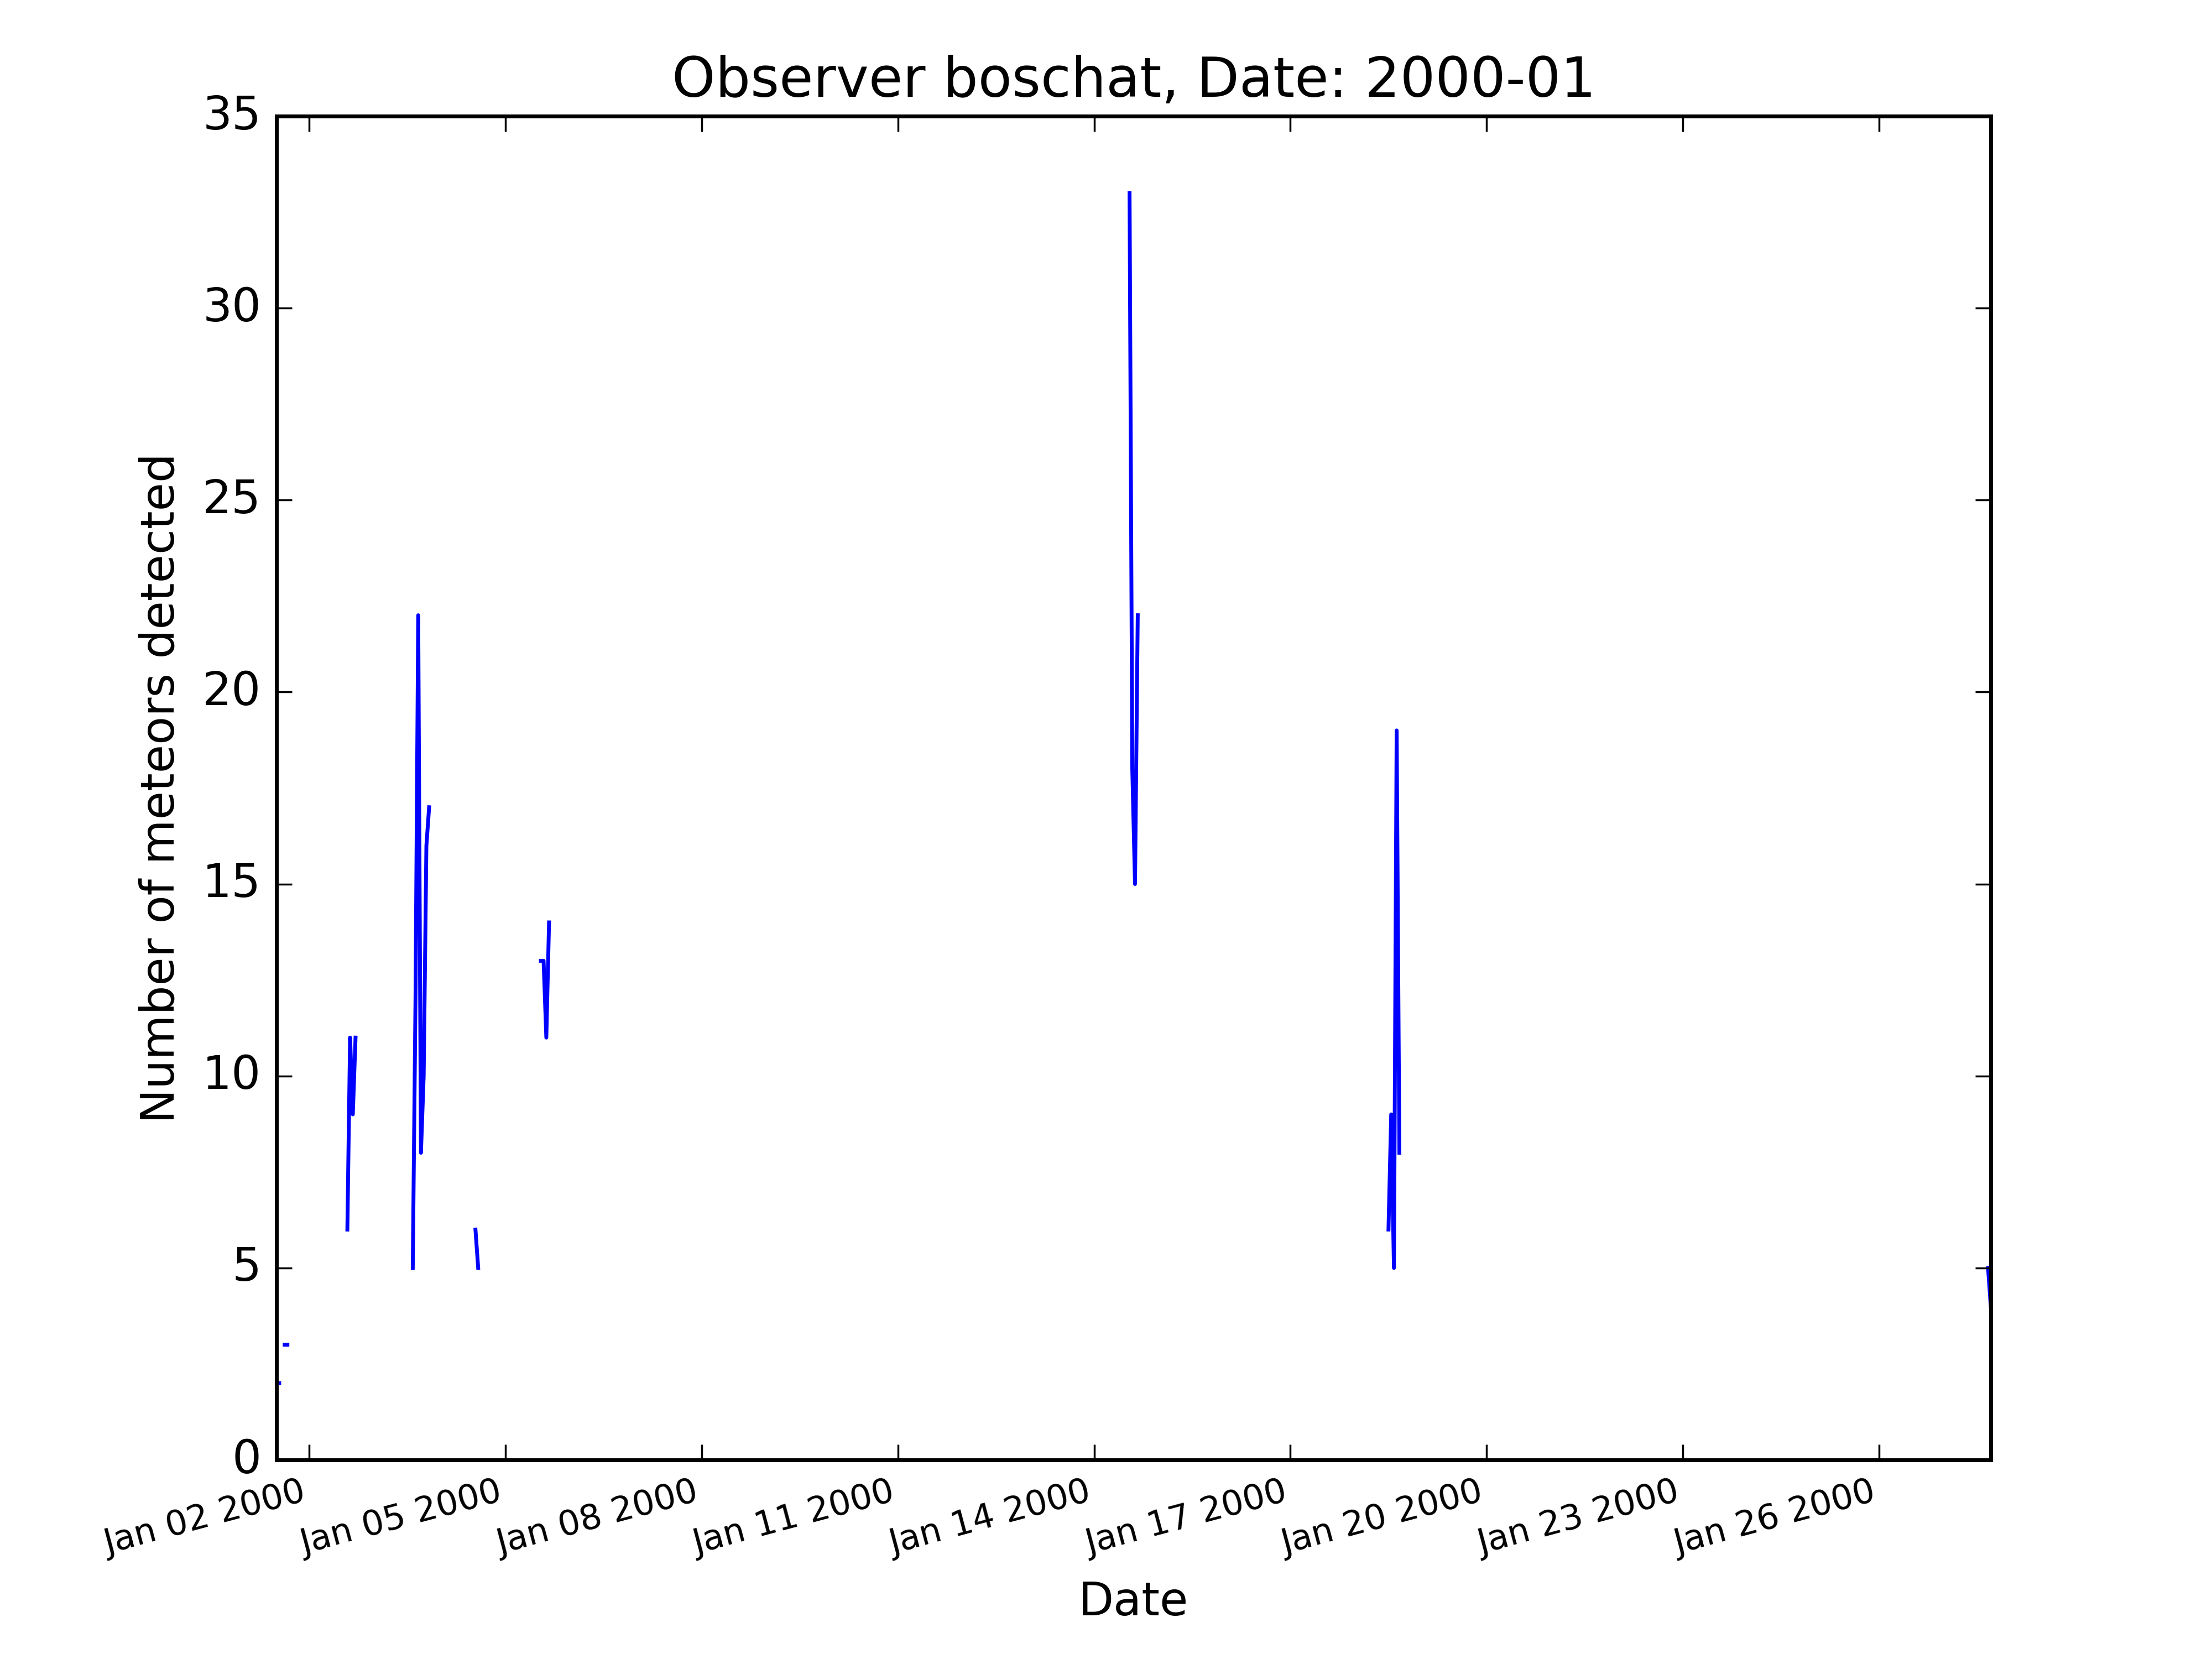 Observer boschat, Date: 2000-01
35
30
25
20
15
10
5
0
Number of meteors detected
Jan 02 2000
Jan 05 2000
Jan 08 2000
Jan 11 2000
Jan 14 2000
Jan 17 2000
Jan 20 2000
Jan 23 2000
Jan 26 2000
Date